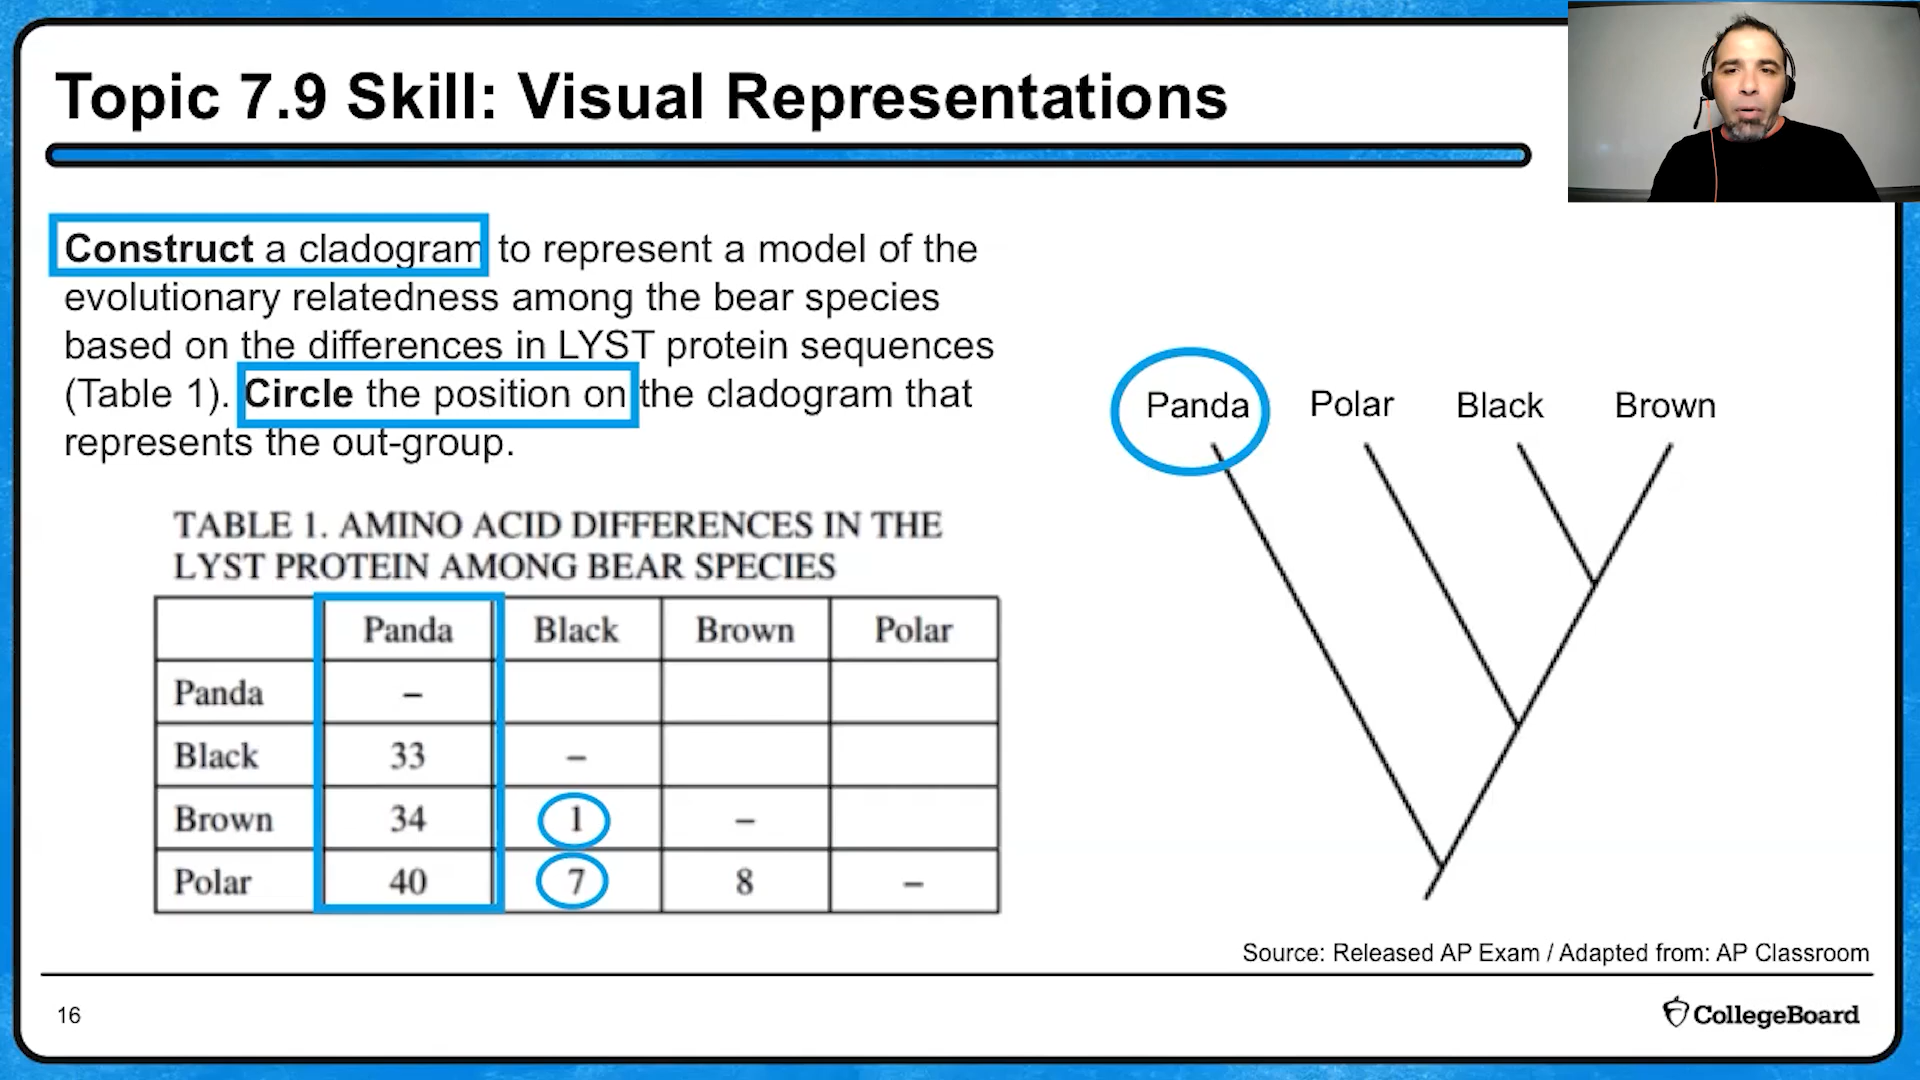 Topic 7.9 Skill: Visual Representations
Construct a cladogram to represent a model of the
evolutionary relatedness among the bear species
based on the differences in LYST protein sequences
(Table 1). Circle the position on the cladogram that
represents the out-group.
TABLE 1. AMINO ACID DIFFERENCES IN THE
LYST PROTEIN AMONG BEAR SPECIES
Panda Black Brown Polar
Panda –
Black 33 –
Brown 34 1 –
Polar 40 7 8 –
Panda Polar Black Brown
Source: Released AP Exam / Adapted from: AP Classroom
16
CollegeBoard